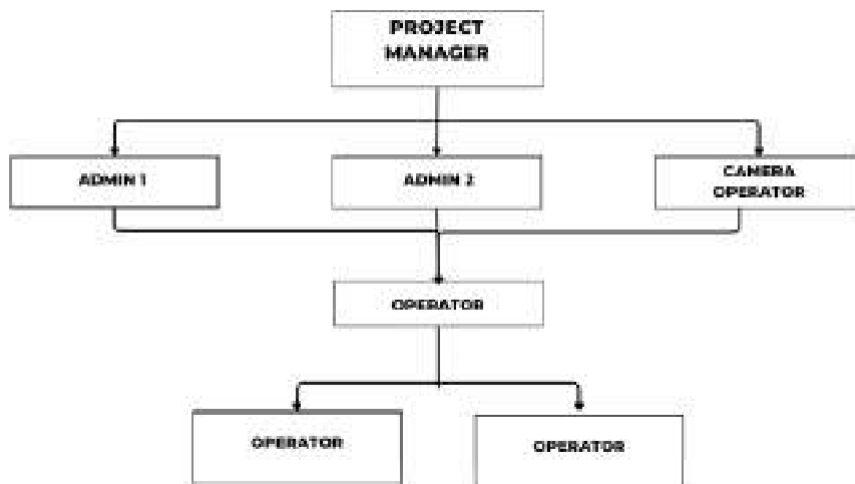 PROJECT
MANAGER
ADMIN 1
ADMIN 2
CAMERA
OPERATOR
OPERATOR
OPERATOR
OPERATOR